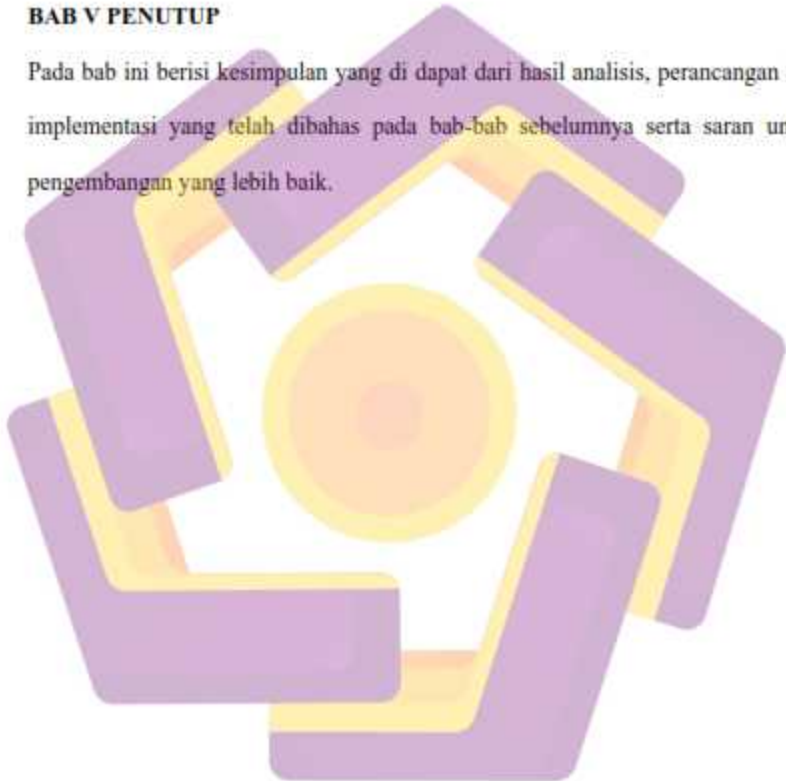 BAB V PENUTUP
Pada bab ini berisi kesimpulan yang di dapat dari hasil analisis, perancangan
implementasi yang telah dibahas pada bab-bab sebelumnya serta saran un
pengembangan yang lebih baik.